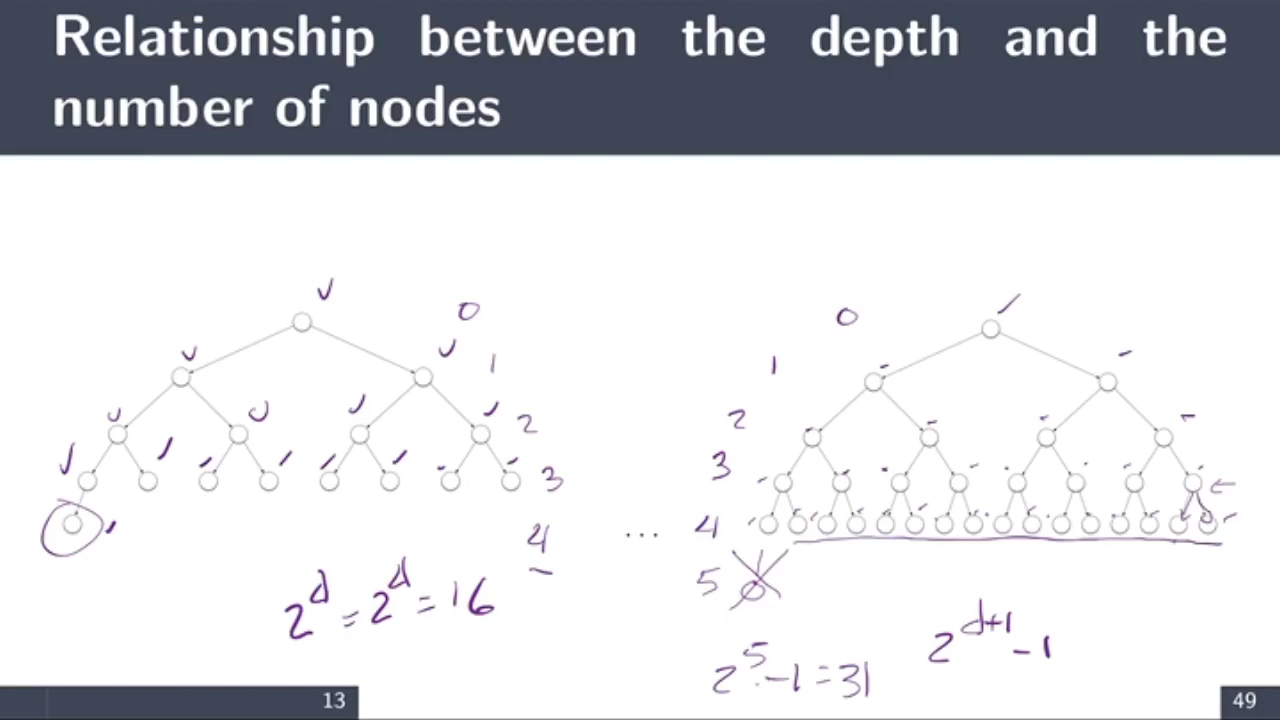 Relationship between the depth and the
number of nodes
0
1
2
3
4
0
1
2
3
4
5
...
2^d = 2^d = 16
2^{d+1} - 1
2^5 - 1 = 31
13
49